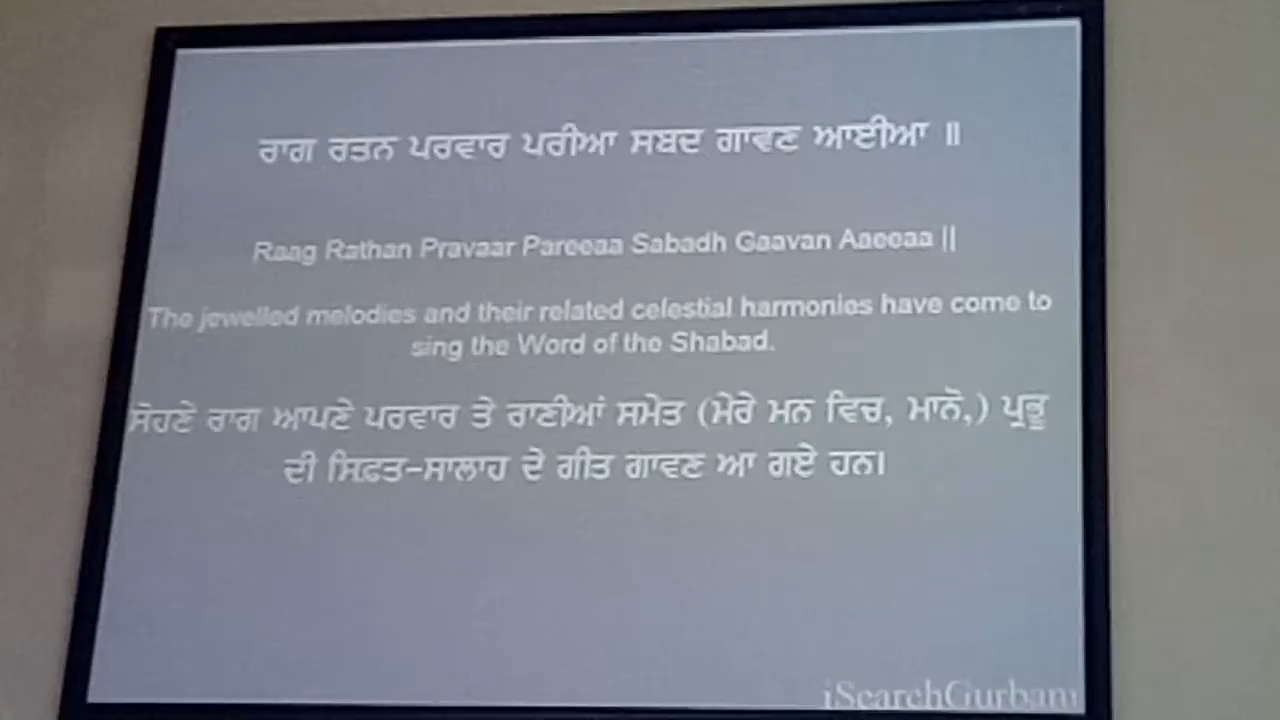 ਰਾਗ ਰਤਨ ਪਰਵਾਰ ਪਰੀਆ ਸਬਦ ਗਾਵਣ ਆਈਆ ॥
Raag Rathan Pravaar Pareeaa Sabadh Gaavan Aaeeaa ||
The jewelled melodies and their related celestial harmonies have come to
sing the Word of the Shabad.
ਸੋਹਣੇ ਰਾਗ ਆਪਣੇ ਪਰਵਾਰ ਤੇ ਰਾਣੀਆਂ ਸਮੇਤ (ਮੇਰੇ ਮਨ ਵਿਚ, ਮਾਨੋ,) ਪ੍ਰਭੂ
ਦੀ ਸਿਫ਼ਤ-ਸਾਲਾਹ ਦੇ ਗੀਤ ਗਾਵਣ ਆ ਗਏ ਹਨ।
iSearchGurbani